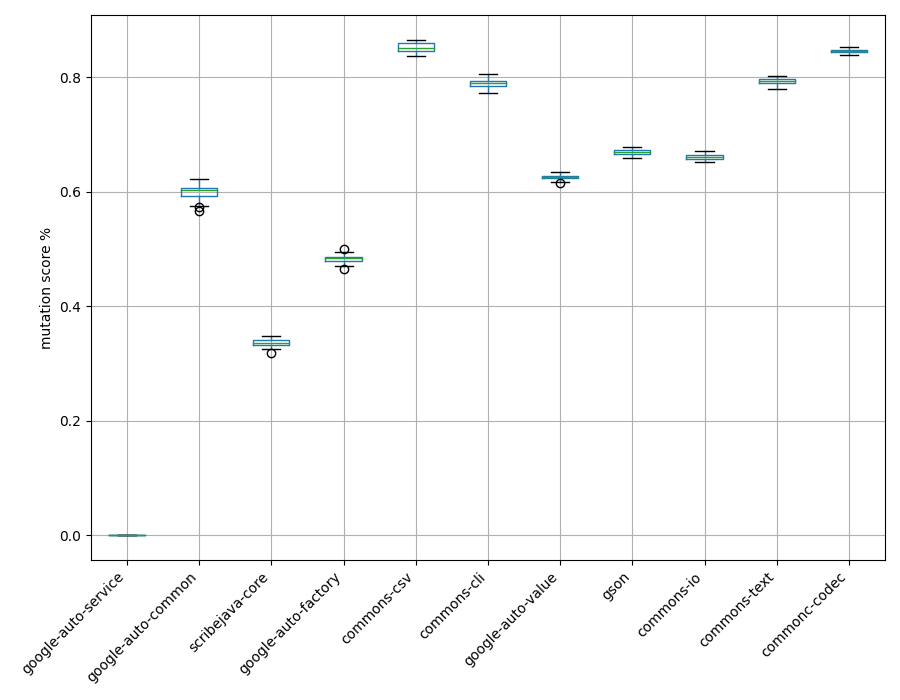 mutation score %
0.8
0.6
0.4
0.2
0.0
google-auto-service
google-auto-common
scribejava-core
google-auto-factory
commons-csv
commons-cli
google-auto-value
gson
commons-io
commons-text
commonc-codec